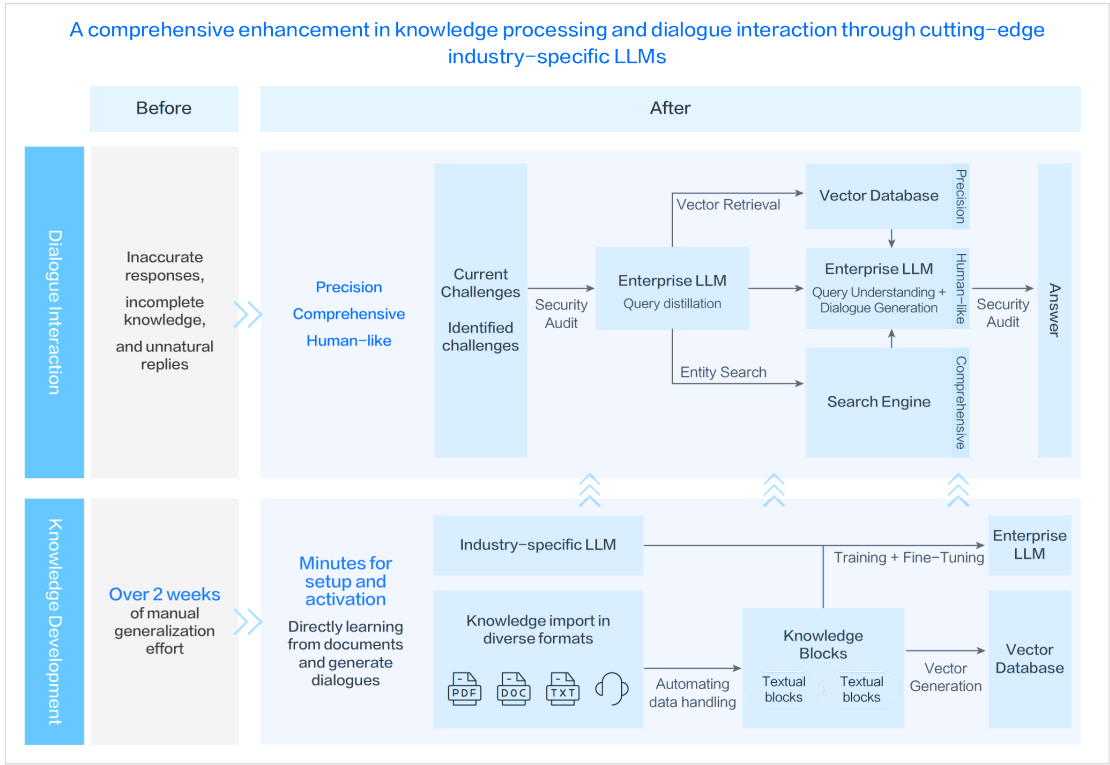 A comprehensive enhancement in knowledge processing and dialogue interaction through cutting-edge
industry-specific LLMs
Before
After
Dialogue Interaction
Inaccurate
responses,
incomplete
knowledge,
and unnatural
replies
Precision
Comprehensive
Human-like
Current
Challenges
Identified
challenges
Security
Audit
Enterprise LLM
Query distillation
Vector Retrieval
Entity Search
Vector Database
Precision
Enterprise LLM
Query Understanding +
Dialogue Generation
Human-like
Search Engine
Comprehensive
Security
Audit
Answer
Knowledge Development
Over 2 weeks
of manual
generalization
effort
Minutes for
setup and
activation
Directly learning
from documents
and generate
dialogues
Industry-specific LLM
Training + Fine-Tuning
Enterprise
LLM
Knowledge import in
diverse formats
PDF
DOC
TXT
Automating
data handling
Knowledge
Blocks
Textual
blocks
Textual
blocks
Vector
Generation
Vector
Database